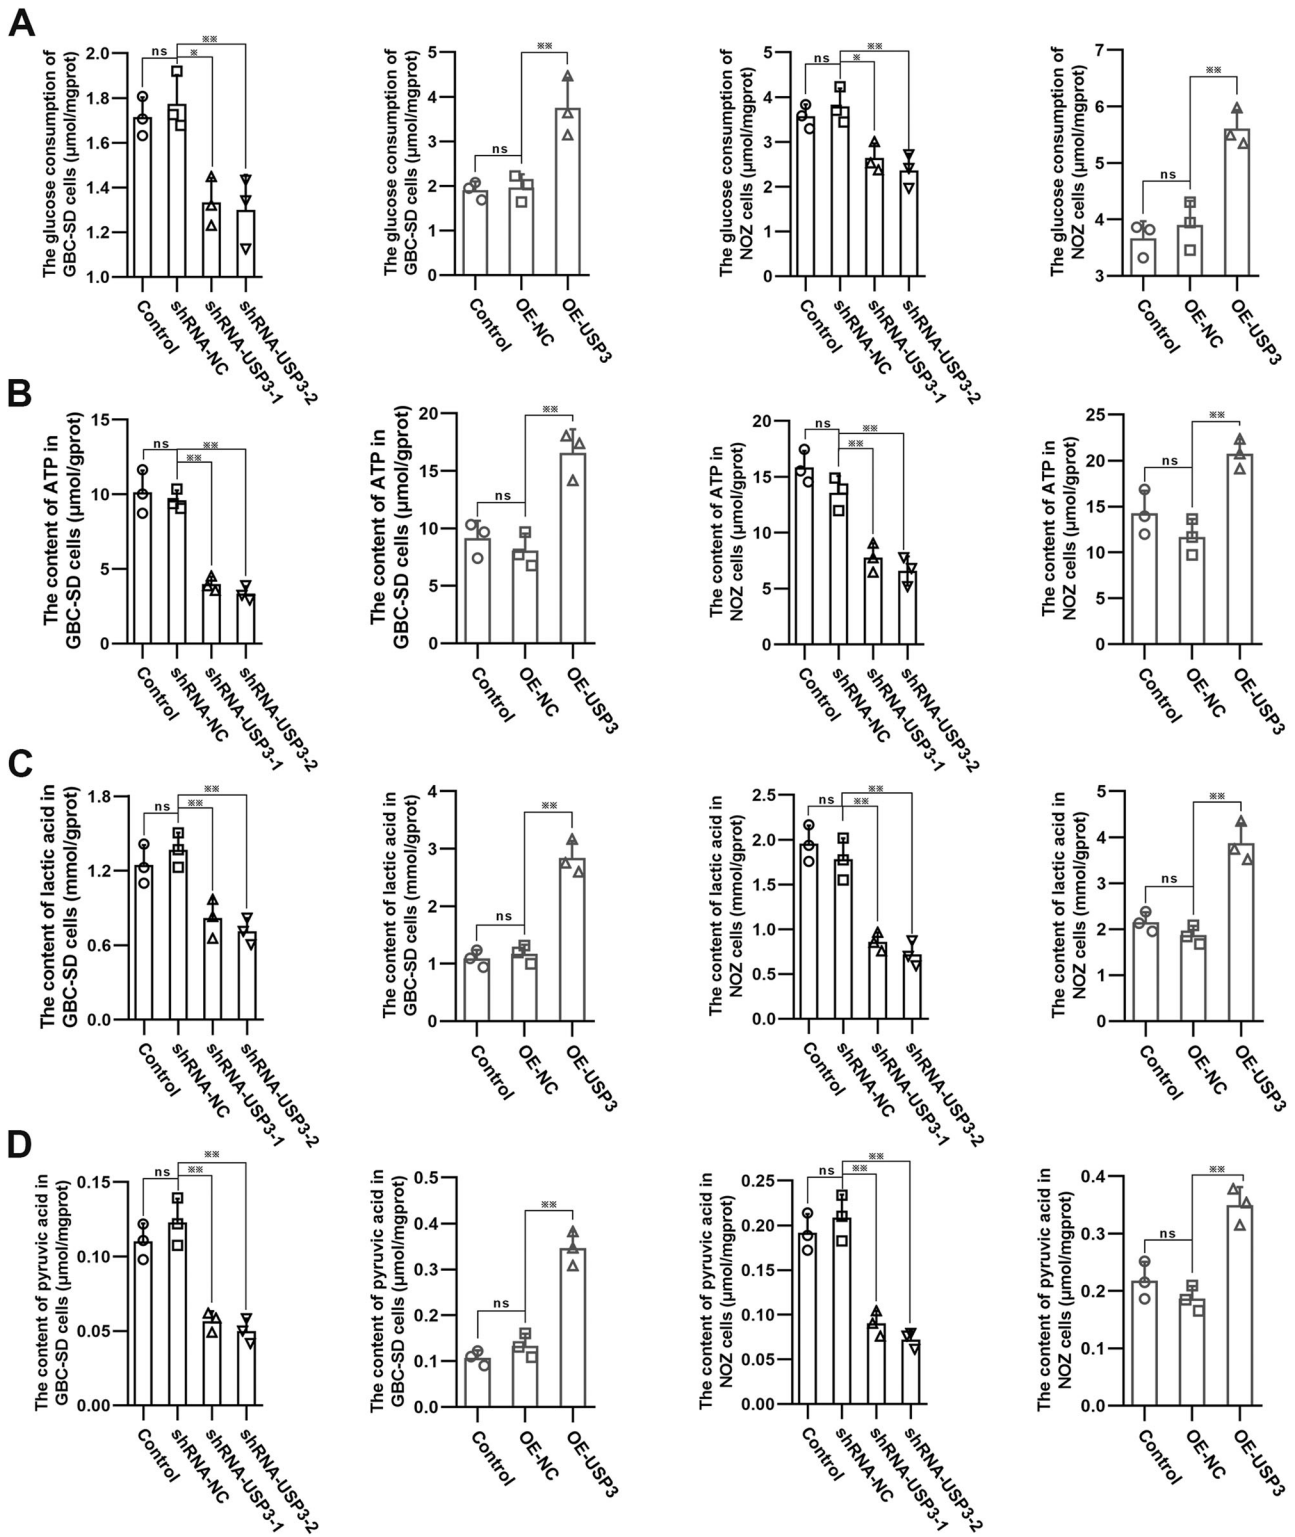 A
The glucose consumption of
GBC-SD cells (μmol/mgprot)
2.0
1.8
1.6
1.4
1.2
1.0
ns
※
※※
Control
shRNA-NC
shRNA-USP3-1
shRNA-USP3-2
The glucose consumption of
GBC-SD cells (μmol/mgprot)
5
4
3
2
1
0
ns
※※
Control
OE-NC
OE-USP3
The glucose consumption of
NOZ cells (μmol/mgprot)
5
4
3
2
1
0
ns
※
※※
Control
shRNA-NC
shRNA-USP3-1
shRNA-USP3-2
The glucose consumption of
NOZ cells (μmol/mgprot)
7
6
5
4
3
ns
※※
Control
OE-NC
OE-USP3
B
The content of ATP in
GBC-SD cells (μmol/gprot)
15
10
5
0
ns
※※
※※
Control
shRNA-NC
shRNA-USP3-1
shRNA-USP3-2
The content of ATP in
GBC-SD cells (μmol/gprot)
20
15
10
5
0
ns
※※
Control
OE-NC
OE-USP3
The content of ATP in
NOZ cells (μmol/gprot)
20
15
10
5
0
ns
※※
※※
Control
shRNA-NC
shRNA-USP3-1
shRNA-USP3-2
The content of ATP in
NOZ cells (μmol/gprot)
25
20
15
10
5
0
ns
※※
Control
OE-NC
OE-USP3
C
The content of lactic acid in
GBC-SD cells (mmol/gprot)
1.8
1.2
0.6
0.0
ns
※※
※※
Control
shRNA-NC
shRNA-USP3-1
shRNA-USP3-2
The content of lactic acid in
GBC-SD cells (mmol/gprot)
4
3
2
1
0
ns
※※
Control
OE-NC
OE-USP3
The content of lactic acid in
NOZ cells (mmol/gprot)
2.5
2.0
1.5
1.0
0.5
0.0
ns
※※
※※
Control
shRNA-NC
shRNA-USP3-1
shRNA-USP3-2
The content of lactic acid in
NOZ cells (mmol/gprot)
5
4
3
2
1
0
ns
※※
Control
OE-NC
OE-USP3
D
The content of pyruvic acid in
GBC-SD cells (μmol/mgprot)
0.15
0.10
0.05
0.00
ns
※※
※※
Control
shRNA-NC
shRNA-USP3-1
shRNA-USP3-2
The content of pyruvic acid in
GBC-SD cells (μmol/mgprot)
0.5
0.4
0.3
0.2
0.1
0.0
ns
※※
Control
OE-NC
OE-USP3
The content of pyruvic acid in
NOZ cells (μmol/mgprot)
0.25
0.20
0.15
0.10
0.05
0.00
ns
※※
※※
Control
shRNA-NC
shRNA-USP3-1
shRNA-USP3-2
The content of pyruvic acid in
NOZ cells (μmol/mgprot)
0.4
0.3
0.2
0.1
0.0
ns
※※
Control
OE-NC
OE-USP3